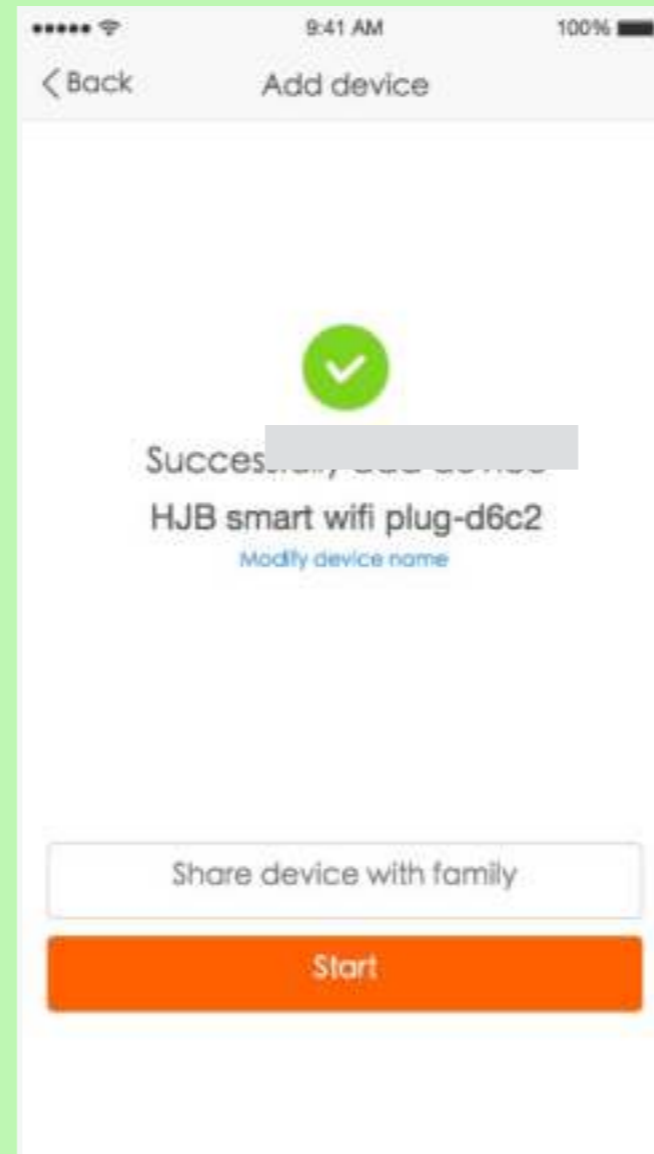 9:41 AM 100%
Back Add device
HJB smart wifi plug-d6c2
Modify device name
Share device with family
Start